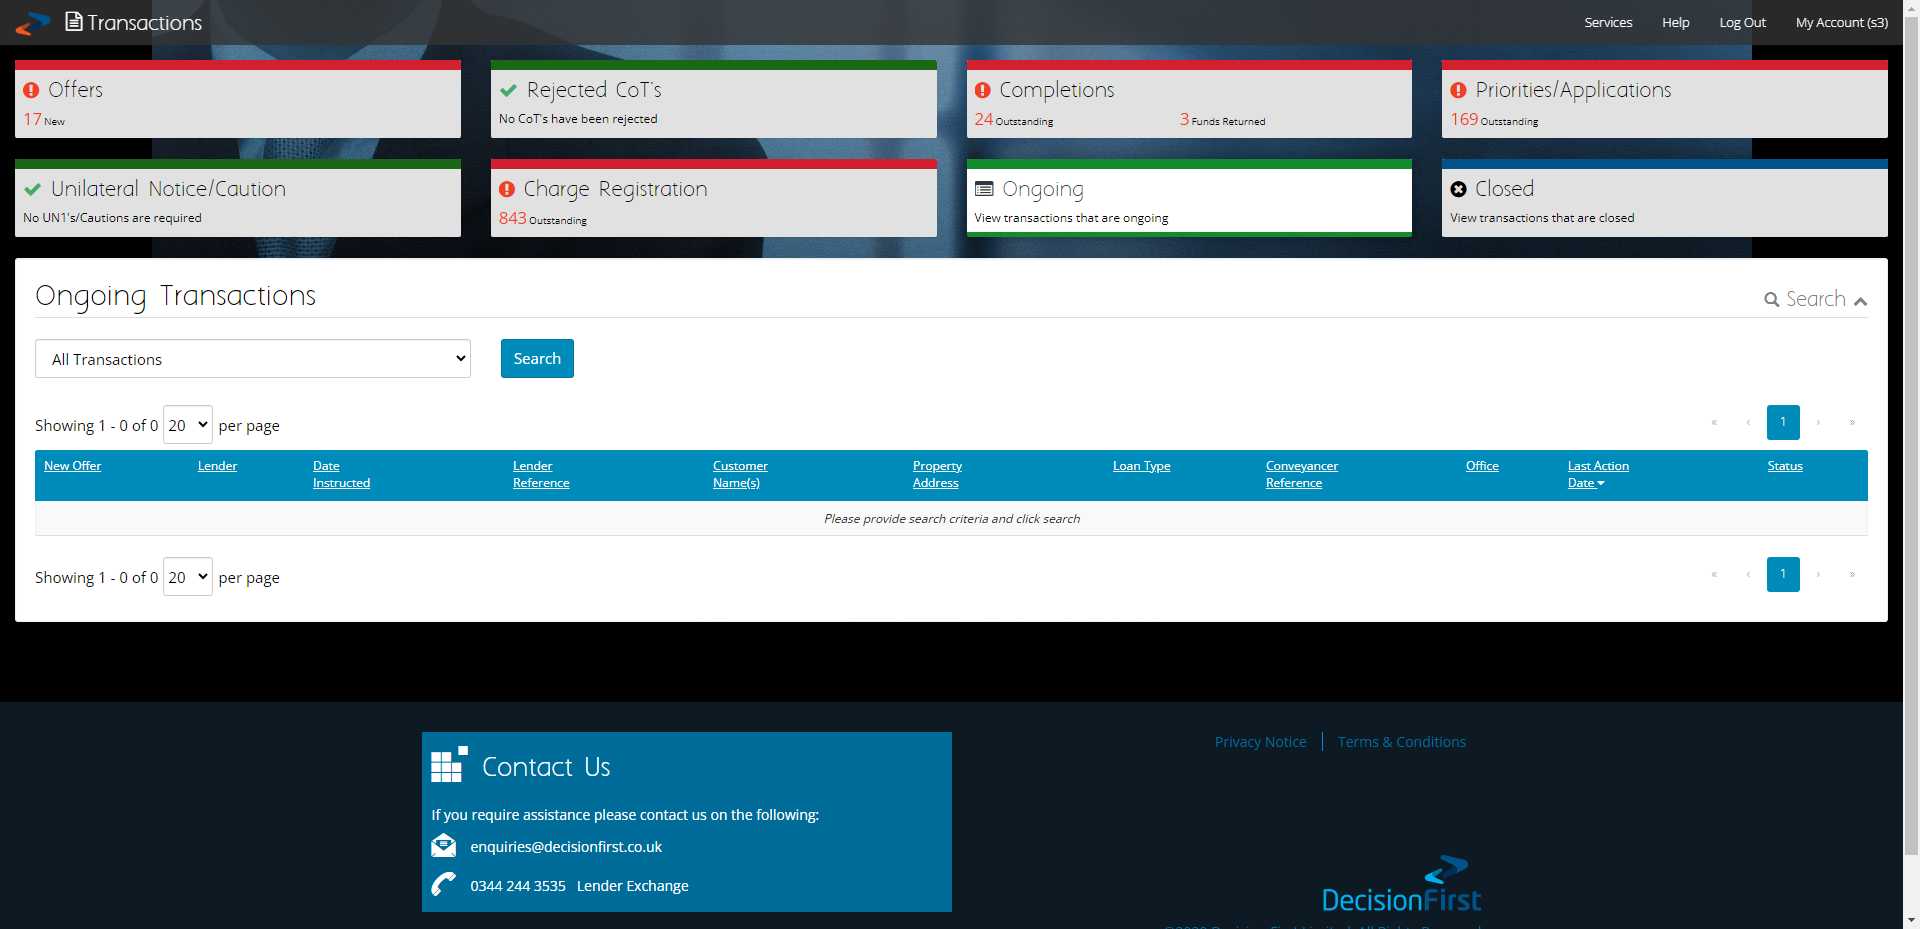 Transactions
Services Help Log Out My Account (s3)
Offers
17 New
Rejected CoT's
No CoT's have been rejected
Completions
24 Outstanding 3 Funds Returned
Priorities/Applications
169 Outstanding
Unilateral Notice/Caution
No UN1's/Cautions are required
Charge Registration
843 Outstanding
Ongoing
View transactions that are ongoing
Closed
View transactions that are closed
Ongoing Transactions
Search
All Transactions
Search
Showing 1 - 0 of 0 20 per page
« ‹ 1 › »
New Offer Lender Date Instructed Lender Reference Customer Name(s) Property Address Loan Type Conveyancer Reference Office Last Action Date Status
Please provide search criteria and click search
Showing 1 - 0 of 0 20 per page
« ‹ 1 › »
Contact Us
If you require assistance please contact us on the following:
enquiries@decisionfirst.co.uk
0344 244 3535 Lender Exchange
Privacy Notice
Terms & Conditions
DecisionFirst